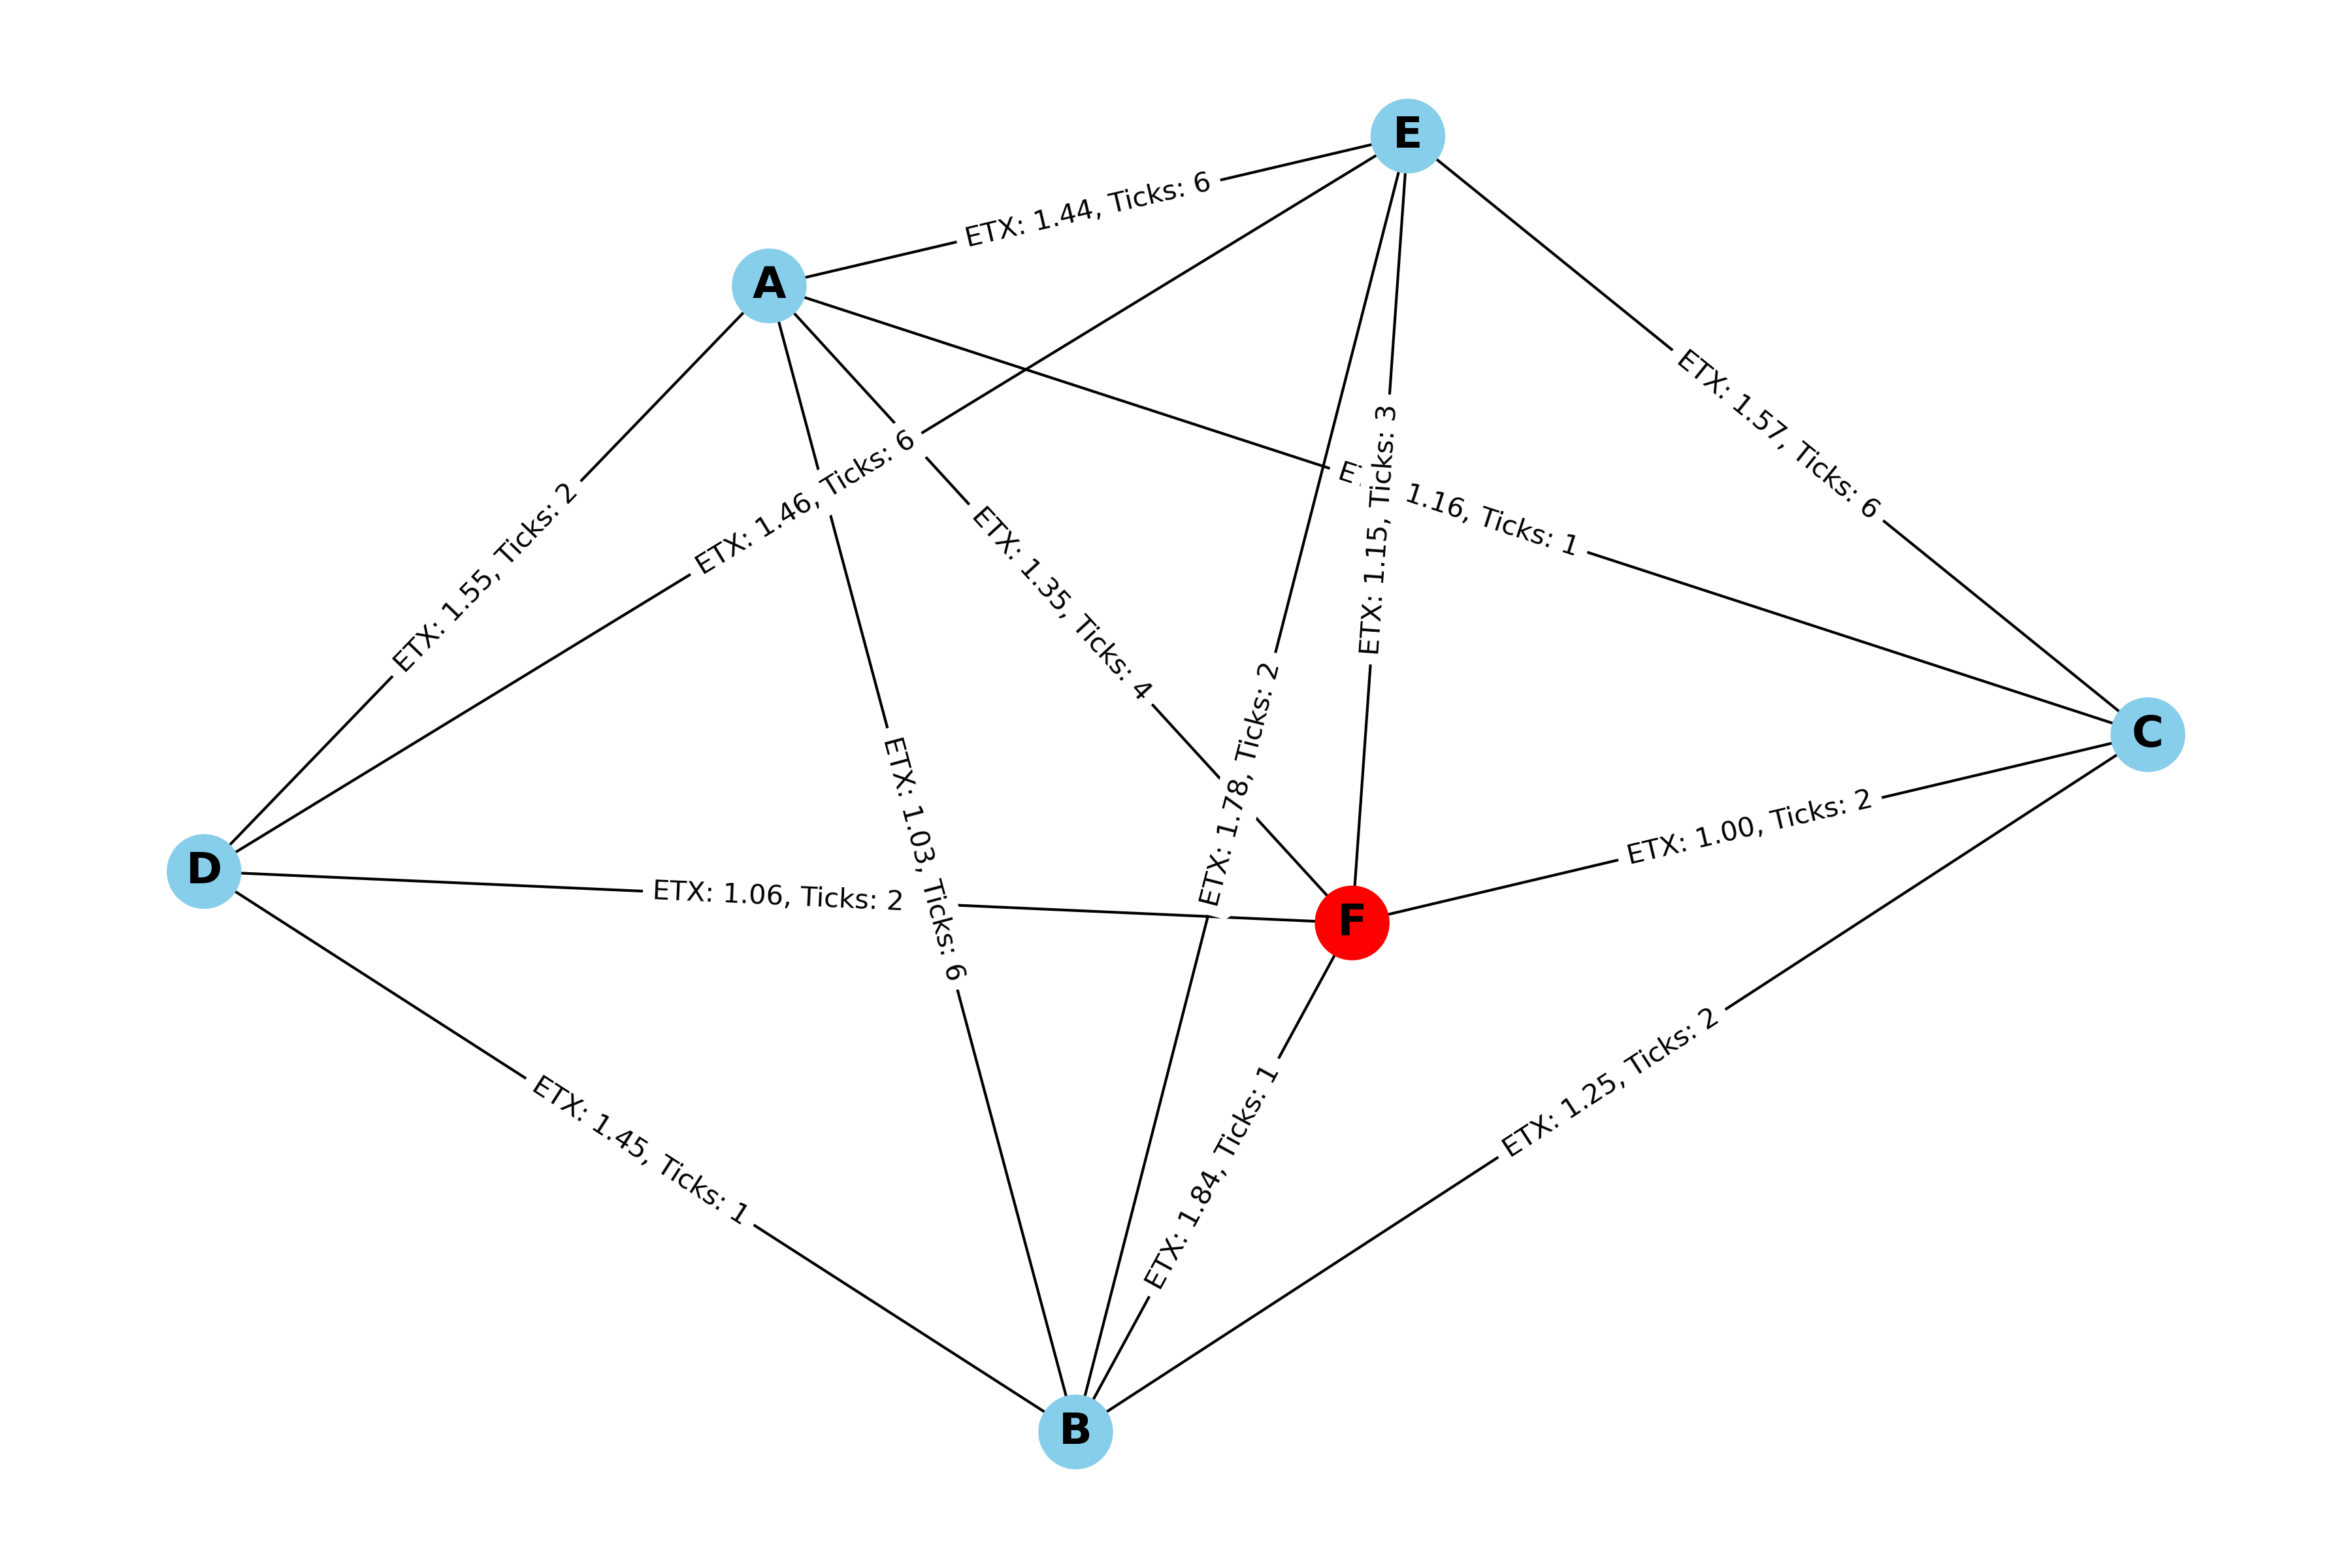 E
ETX: 1.44, Ticks: 6
A
ETX: 1.57, Ticks: 6
ETX: 1.15, Ticks: 3
1.16, Ticks: 1
ETX: 1.46, Ticks: 6
ETX: 1.55, Ticks: 2
ETX: 1.35, Ticks: 4
C
ETX: 1.78, Ticks: 2
ETX: 1.00, Ticks: 2
ETX: 1.03, Ticks: 6
D
ETX: 1.06, Ticks: 2
F
ETX: 1.25, Ticks: 2
ETX: 1.45, Ticks: 1
ETX: 1.84, Ticks: 1
B